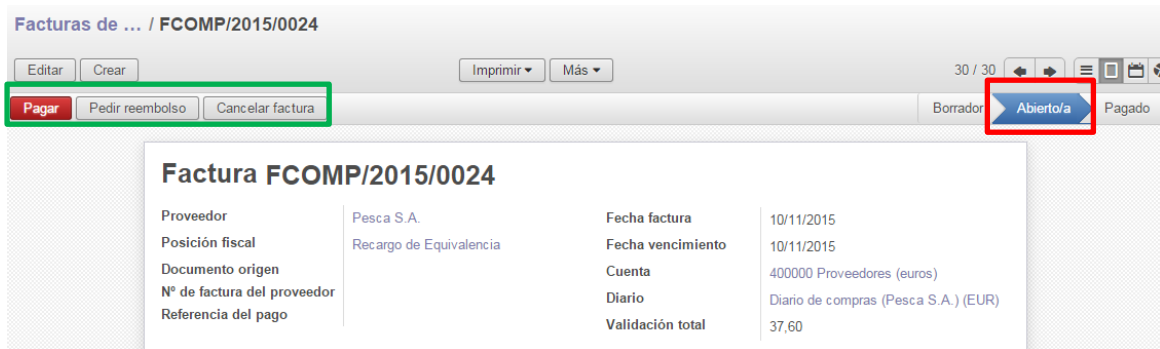 Facturas de ... / FCOMP/2015/0024
Editar Crear Imprimir Más 30 / 30
Pagar Pedir reembolso Cancelar factura Borrador Abierto/a Pagado
Factura FCOMP/2015/0024
Proveedor Pesca S.A. Fecha factura 10/11/2015
Posición fiscal Recargo de Equivalencia Fecha vencimiento 10/11/2015
Documento origen Cuenta 400000 Proveedores (euros)
Nº de factura del proveedor Diario Diario de compras (Pesca S.A.) (EUR)
Referencia del pago Validación total 37,60